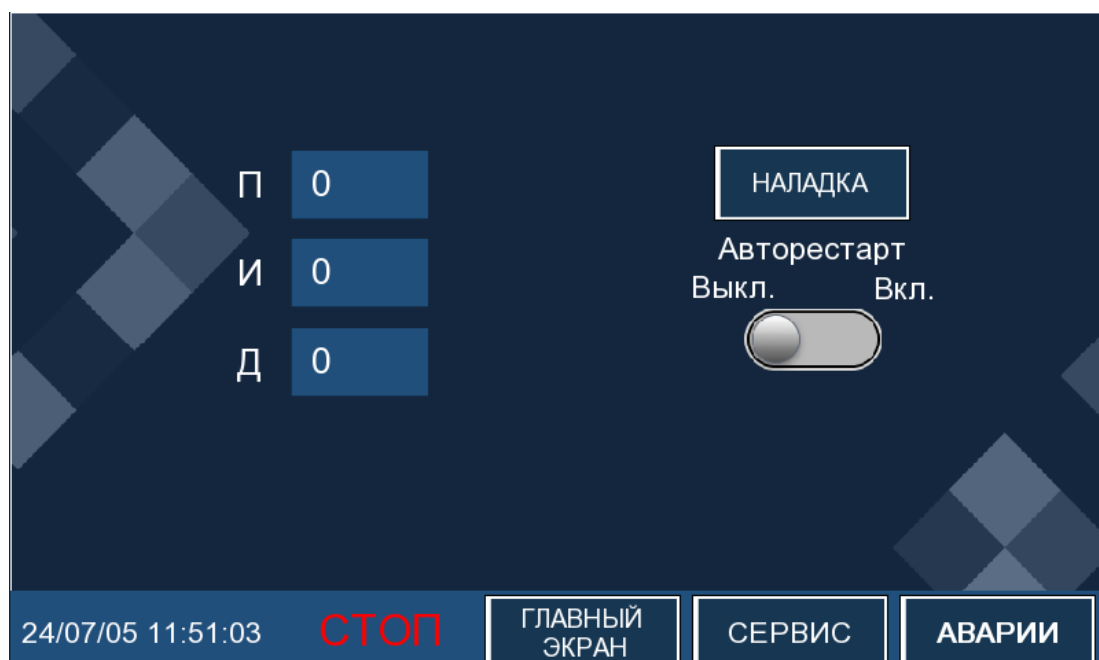 П 0
И 0
Д 0
НАЛАДКА
Авторестарт
Выкл. Вкл.
24/07/05 11:51:03
СТОП
ГЛАВНЫЙ
ЭКРАН
СЕРВИС
АВАРИИ